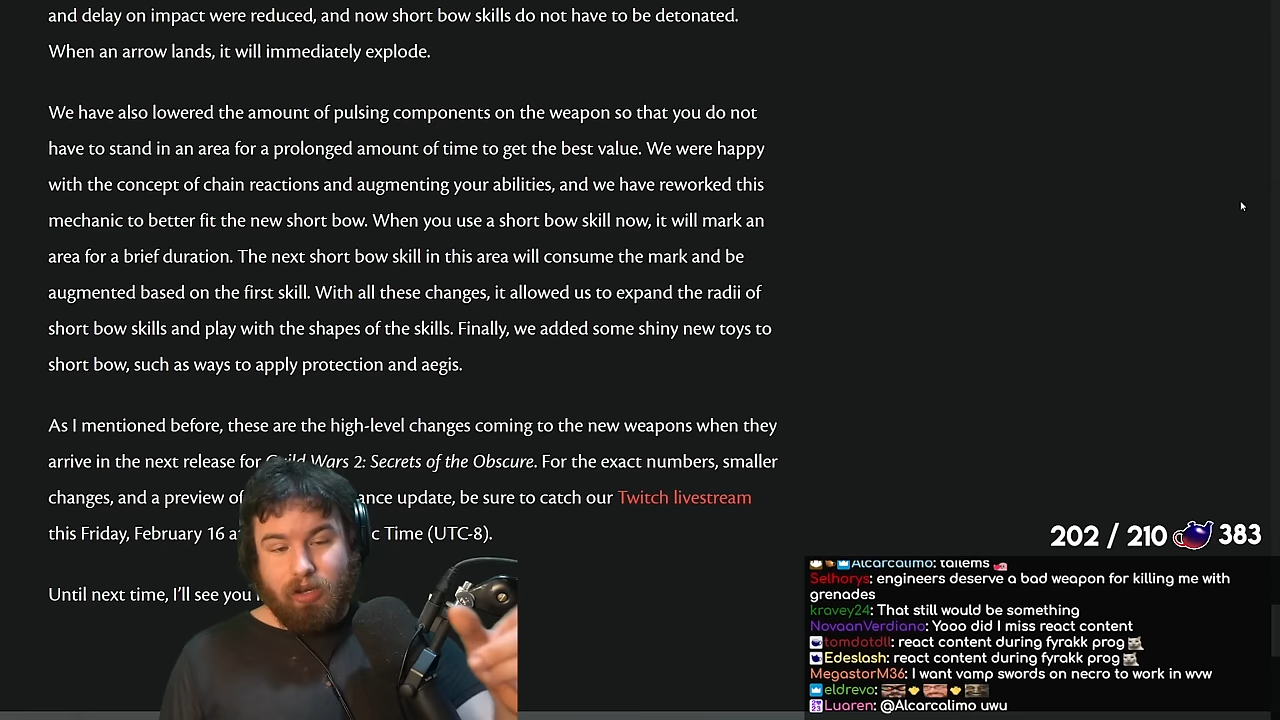 and delay on impact were reduced, and now short bow skills do not have to be detonated.
When an arrow lands, it will immediately explode.
We have also lowered the amount of pulsing components on the weapon so that you do not
have to stand in an area for a prolonged amount of time to get the best value. We were happy
with the concept of chain reactions and augmenting your abilities, and we have reworked this
mechanic to better fit the new short bow. When you use a short bow skill now, it will mark an
area for a brief duration. The next short bow skill in this area will consume the mark and be
augmented based on the first skill. With all these changes, it allowed us to expand the radii of
short bow skills and play with the shapes of the skills. Finally, we added some shiny new toys to
short bow, such as ways to apply protection and aegis.
As I mentioned before, these are the high-level changes coming to the new weapons when they
arrive in the next release for Guild Wars 2: Secrets of the Obscure. For the exact numbers, smaller
changes, and a preview of ance update, be sure to catch our Twitch livestream
this Friday, February 16 c Time (UTC-8).
Until next time, I'll see you
202 / 210 383
Alcarcalimo: tailems
Selhorys: engineers deserve a bad weapon for killing me with
grenades
kravey24: That still would be something
NovaanVerdiano: Yooo did I miss react content
tomdotdll: react content during fyrakk prog
Edeslash: react content during fyrakk prog
MegastorM36: I want vamp swords on necro to work in wvw
eldrevo:
Luaren: @Alcarcalimo uwu